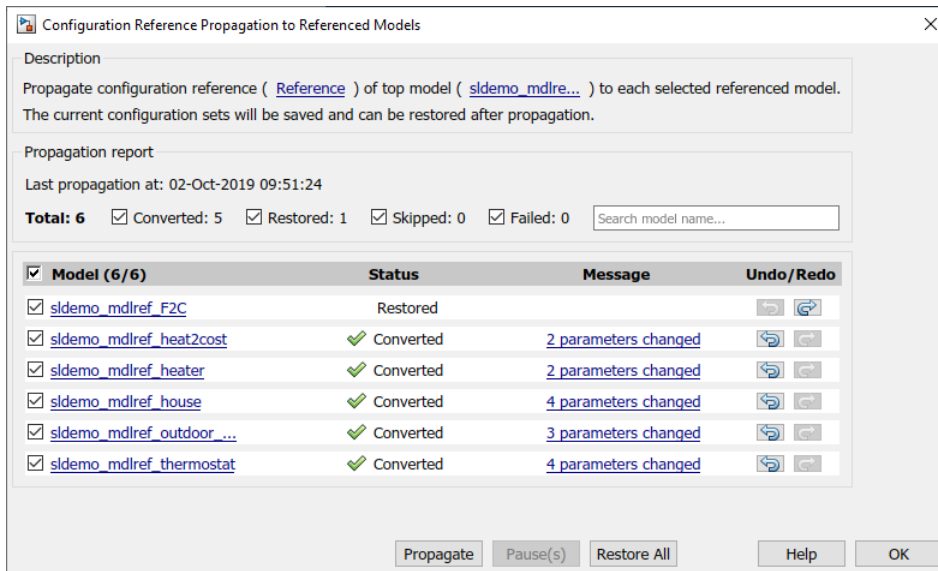 Configuration Reference Propagation to Referenced Models
Description
Propagate configuration reference ( Reference ) of top model ( sldemo_mdlre... ) to each selected referenced model.
The current configuration sets will be saved and can be restored after propagation.
Propagation report
Last propagation at: 02-Oct-2019 09:51:24
Total: 6 Converted: 5 Restored: 1 Skipped: 0 Failed: 0 Search model name...
Model (6/6) Status Message Undo/Redo
sldemo_mdlref_F2C Restored
sldemo_mdlref_heat2cost Converted 2 parameters changed
sldemo_mdlref_heater Converted 2 parameters changed
sldemo_mdlref_house Converted 4 parameters changed
sldemo_mdlref_outdoor_... Converted 3 parameters changed
sldemo_mdlref_thermostat Converted 4 parameters changed
Propagate Pause(s) Restore All Help OK